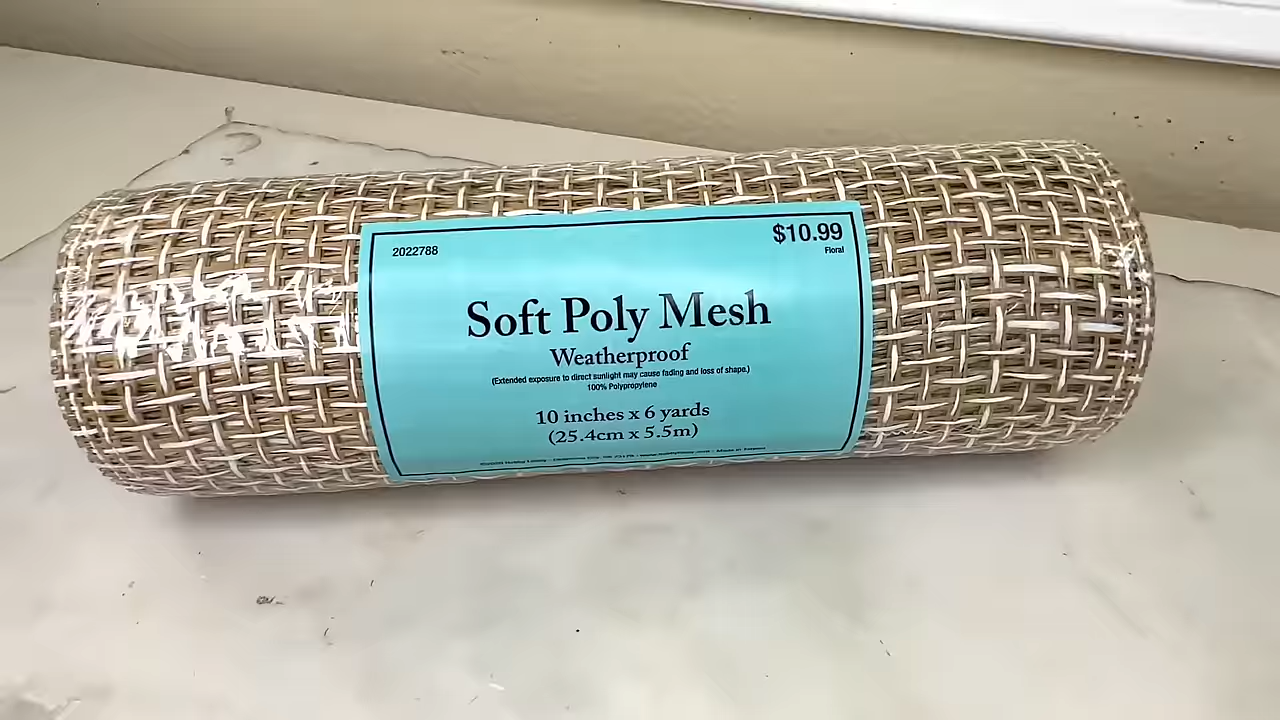 2022788
$10.99
Floral
Soft Poly Mesh
Weatherproof
(Extended exposure to direct sunlight may cause fading and loss of shape.)
100% Polypropylene
10 inches x 6 yards
(25.4cm x 5.5m)